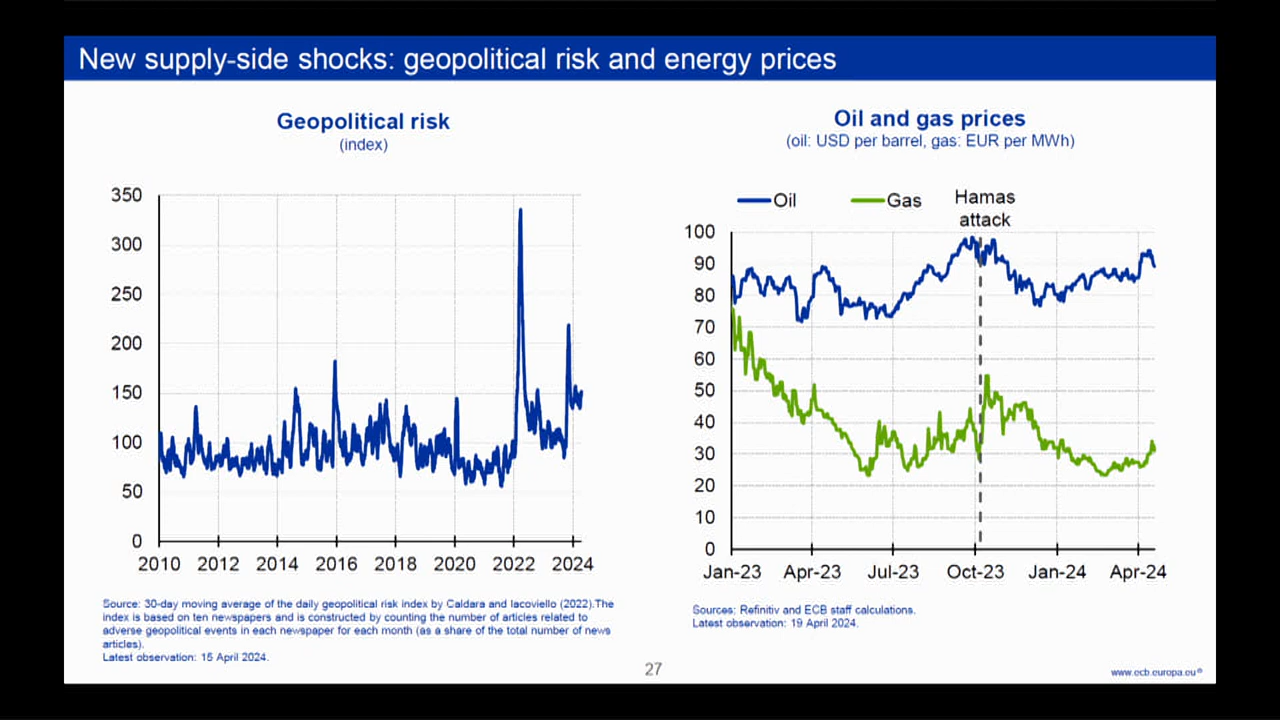 New supply-side shocks: geopolitical risk and energy prices
Geopolitical risk
(index)
350
300
250
200
150
100
50
0
2010 2012 2014 2016 2018 2020 2022 2024
Source: 30-day moving average of the daily geopolitical risk index by Caldara and Iacoviello (2022).The
index is based on ten newspapers and is constructed by counting the number of articles related to
adverse geopolitical events in each newspaper for each month (as a share of the total number of news
articles).
Latest observation: 15 April 2024.
Oil and gas prices
(oil: USD per barrel, gas: EUR per MWh)
Oil Gas
Hamas
attack
100
90
80
70
60
50
40
30
20
10
0
Jan-23 Apr-23 Jul-23 Oct-23 Jan-24 Apr-24
Sources: Refinitiv and ECB staff calculations.
Latest observation: 19 April 2024.
27
www.ecb.europa.eu ©